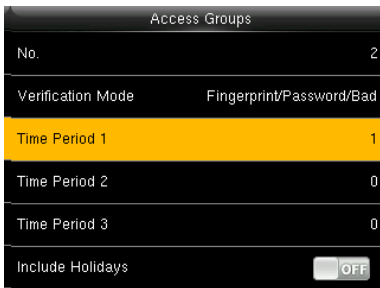 Access Groups
No. 2
Verification Mode Fingerprint/Password/Bad
Time Period 1 1
Time Period 2 0
Time Period 3 0
Include Holidays OFF